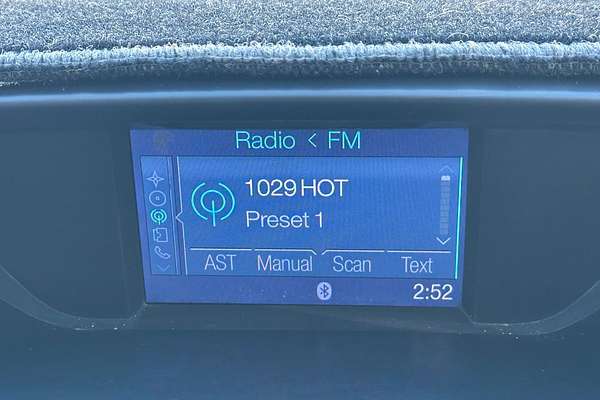 Radio < FM
1029 HOT
Preset 1
AST Manual Scan Text
2:52